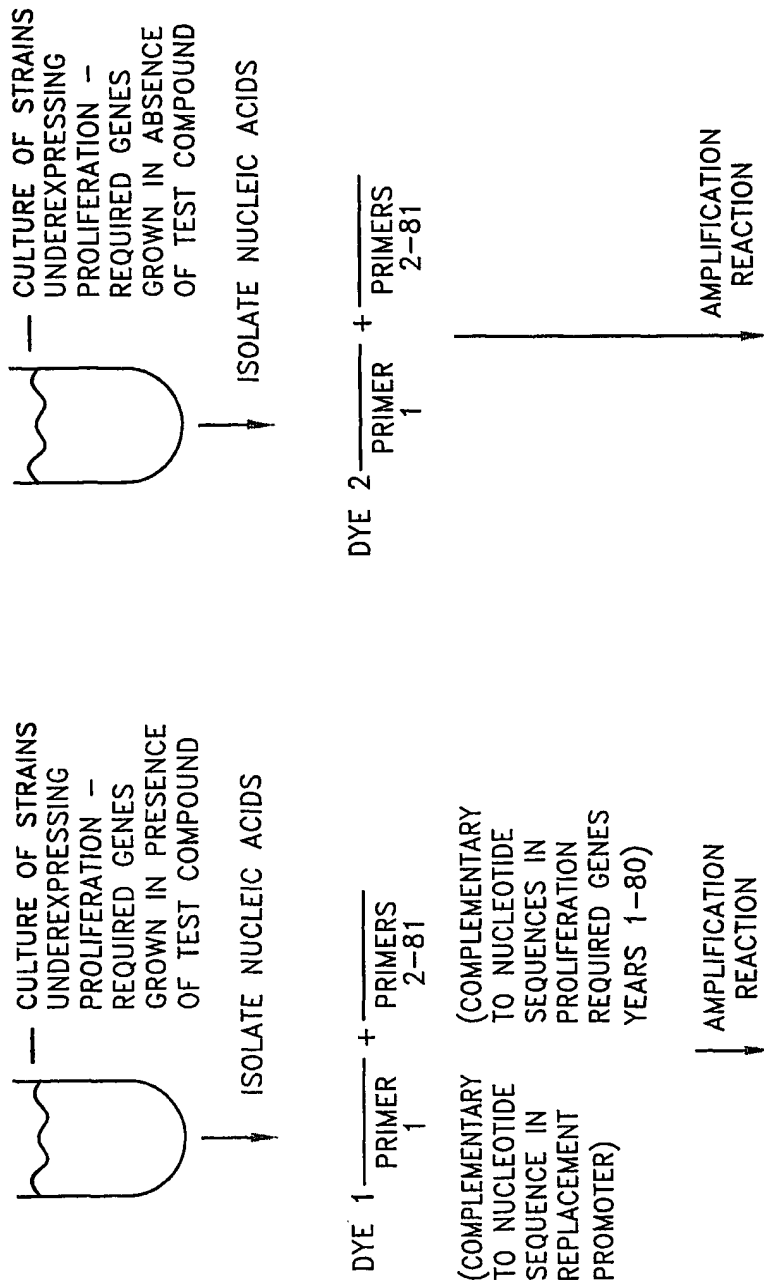 — CULTURE OF STRAINS
UNDEREXPRESSING
PROLIFERATION –
REQUIRED GENES
GROWN IN PRESENCE
OF TEST COMPOUND
ISOLATE NUCLEIC ACIDS
DYE 1
PRIMER
1
+
PRIMERS
2–81
(COMPLEMENTARY
TO NUCLEOTIDE
SEQUENCE IN
REPLACEMENT
PROMOTER)
(COMPLEMENTARY
TO NUCLEOTIDE
SEQUENCES IN
PROLIFERATION
REQUIRED GENES
YEARS 1–80)
AMPLIFICATION
REACTION
— CULTURE OF STRAINS
UNDEREXPRESSING
PROLIFERATION –
REQUIRED GENES
GROWN IN ABSENCE
OF TEST COMPOUND
ISOLATE NUCLEIC ACIDS
DYE 2
PRIMER
1
+
PRIMERS
2–81
AMPLIFICATION
REACTION